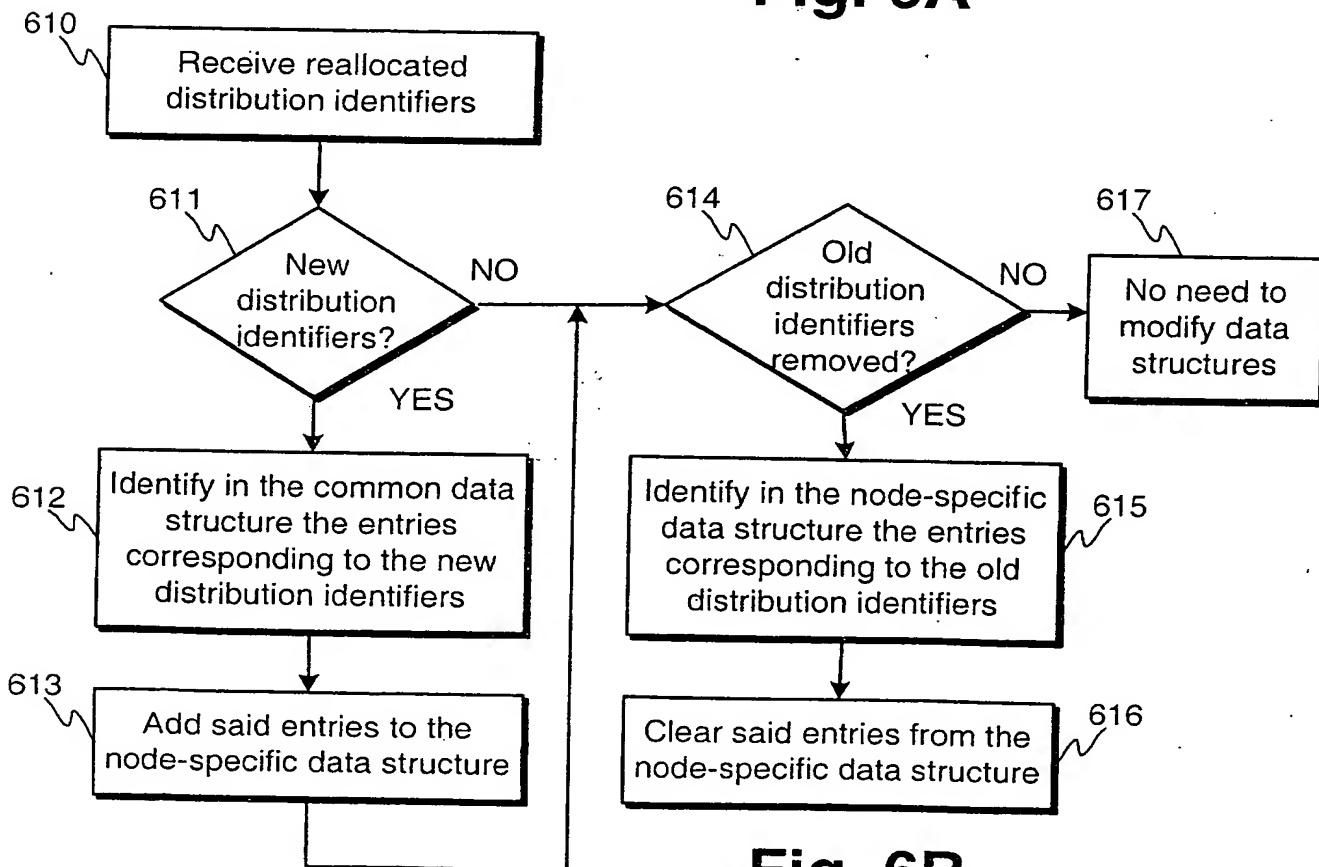 Fig. 6A
610
Receive reallocated
distribution identifiers
611
New
distribution
identifiers?
NO
YES
612
Identify in the common data
structure the entries
corresponding to the new
distribution identifiers
613
Add said entries to the
node-specific data structure
614
Old
distribution
identifiers
removed?
NO
YES
617
No need to
modify data
structures
Identify in the node-specific
data structure the entries
corresponding to the old
distribution identifiers
615
Clear said entries from the
node-specific data structure
616
Fig. 6B